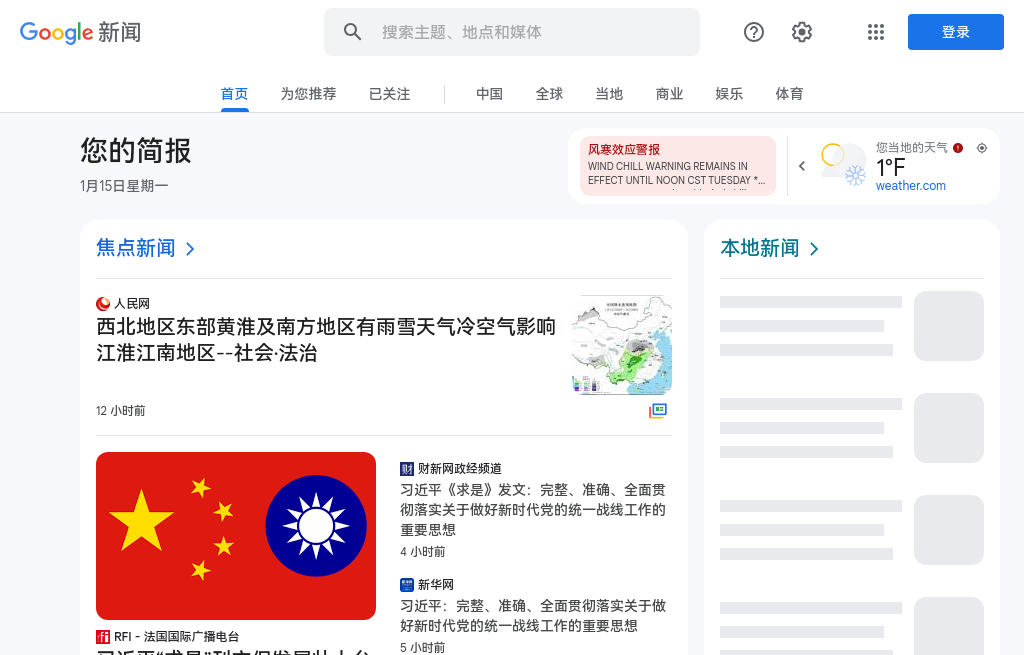 Google 新闻
搜索主题、地点和媒体
登录
首页
为您推荐
已关注
中国
全球
当地
商业
娱乐
体育
您的简报
1月15日星期一
风寒效应警报
WIND CHILL WARNING REMAINS IN
EFFECT UNTIL NOON CST TUESDAY *...
您当地的天气
1°F
weather.com
焦点新闻
人民网
西北地区东部黄淮及南方地区有雨雪天气冷空气影响
江淮江南地区--社会·法治
12 小时前
RFI - 法国国际广播电台
财新网政经频道
习近平《求是》发文：完整、准确、全面贯
彻落实关于做好新时代党的统一战线工作的
重要思想
4 小时前
新华网
习近平：完整、准确、全面贯彻落实关于做
好新时代党的统一战线工作的重要思想
5 小时前
本地新闻